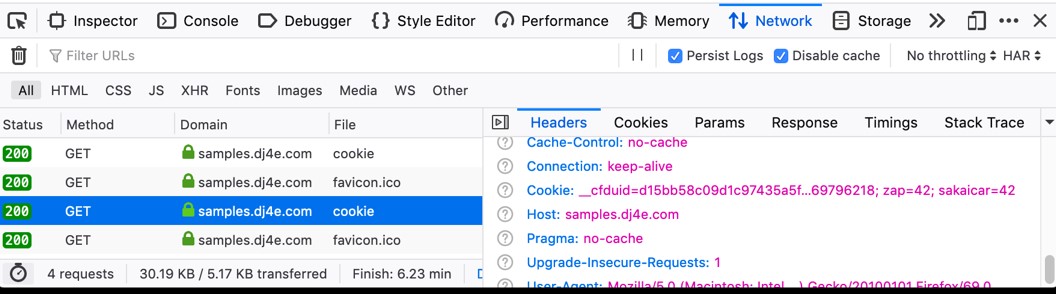 Inspector Console Debugger Style Editor Performance Memory Network Storage
Filter URLs Persist Logs Disable cache No throttling HAR
All HTML CSS JS XHR Fonts Images Media WS Other
Status Method Domain File
200 GET samples.dj4e.com cookie
200 GET samples.dj4e.com favicon.ico
200 GET samples.dj4e.com cookie
200 GET samples.dj4e.com favicon.ico
4 requests 30.19 KB / 5.17 KB transferred Finish: 6.23 min
Headers Cookies Params Response Timings Stack Trace
Cache-Control: no-cache
Connection: keep-alive
Cookie: __cfduid=d15bb58c09d1c97435a5f...69796218; zap=42; sakaicar=42
Host: samples.dj4e.com
Pragma: no-cache
Upgrade-Insecure-Requests: 1
User-Agent: Mozilla/5.0 (Macintosh; Intel ...) Gecko/20100101 Firefox/69.0